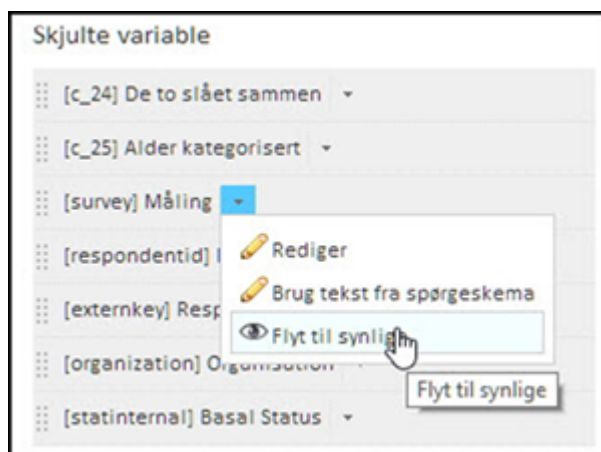 Skjulte variable
[c_24] De to slået sammen
[c_25] Alder kategorisert
[survey] Måling
Rediger
[respondentid]
Brug tekst fra spørgeskema
[externkey]
Flyt til synlige
[organization] Organisation
Flyt til synlige
[statinternal] Basal Status